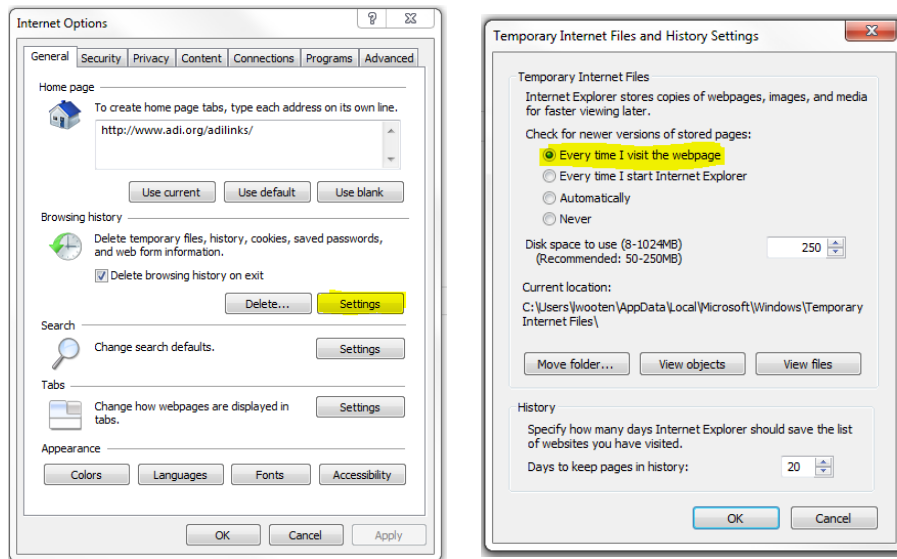 Internet Options
General Security Privacy Content Connections Programs Advanced
Home page
To create home page tabs, type each address on its own line.
http://www.adi.org/adilinks/
Use current Use default Use blank
Browsing history
Delete temporary files, history, cookies, saved passwords,
and web form information.
Delete browsing history on exit
Delete... Settings
Search
Change search defaults. Settings
Tabs
Change how webpages are displayed in Settings
tabs.
Appearance
Colors Languages Fonts Accessibility
OK Cancel Apply
Temporary Internet Files and History Settings
Temporary Internet Files
Internet Explorer stores copies of webpages, images, and media
for faster viewing later.
Check for newer versions of stored pages:
Every time I visit the webpage
Every time I start Internet Explorer
Automatically
Never
Disk space to use (8-1024MB) 250
(Recommended: 50-250MB)
Current location:
C:\Users\lwooten\AppData\Local\Microsoft\Windows\Temporary
Internet Files\
Move folder... View objects View files
History
Specify how many days Internet Explorer should save the list
of websites you have visited.
Days to keep pages in history: 20
OK Cancel